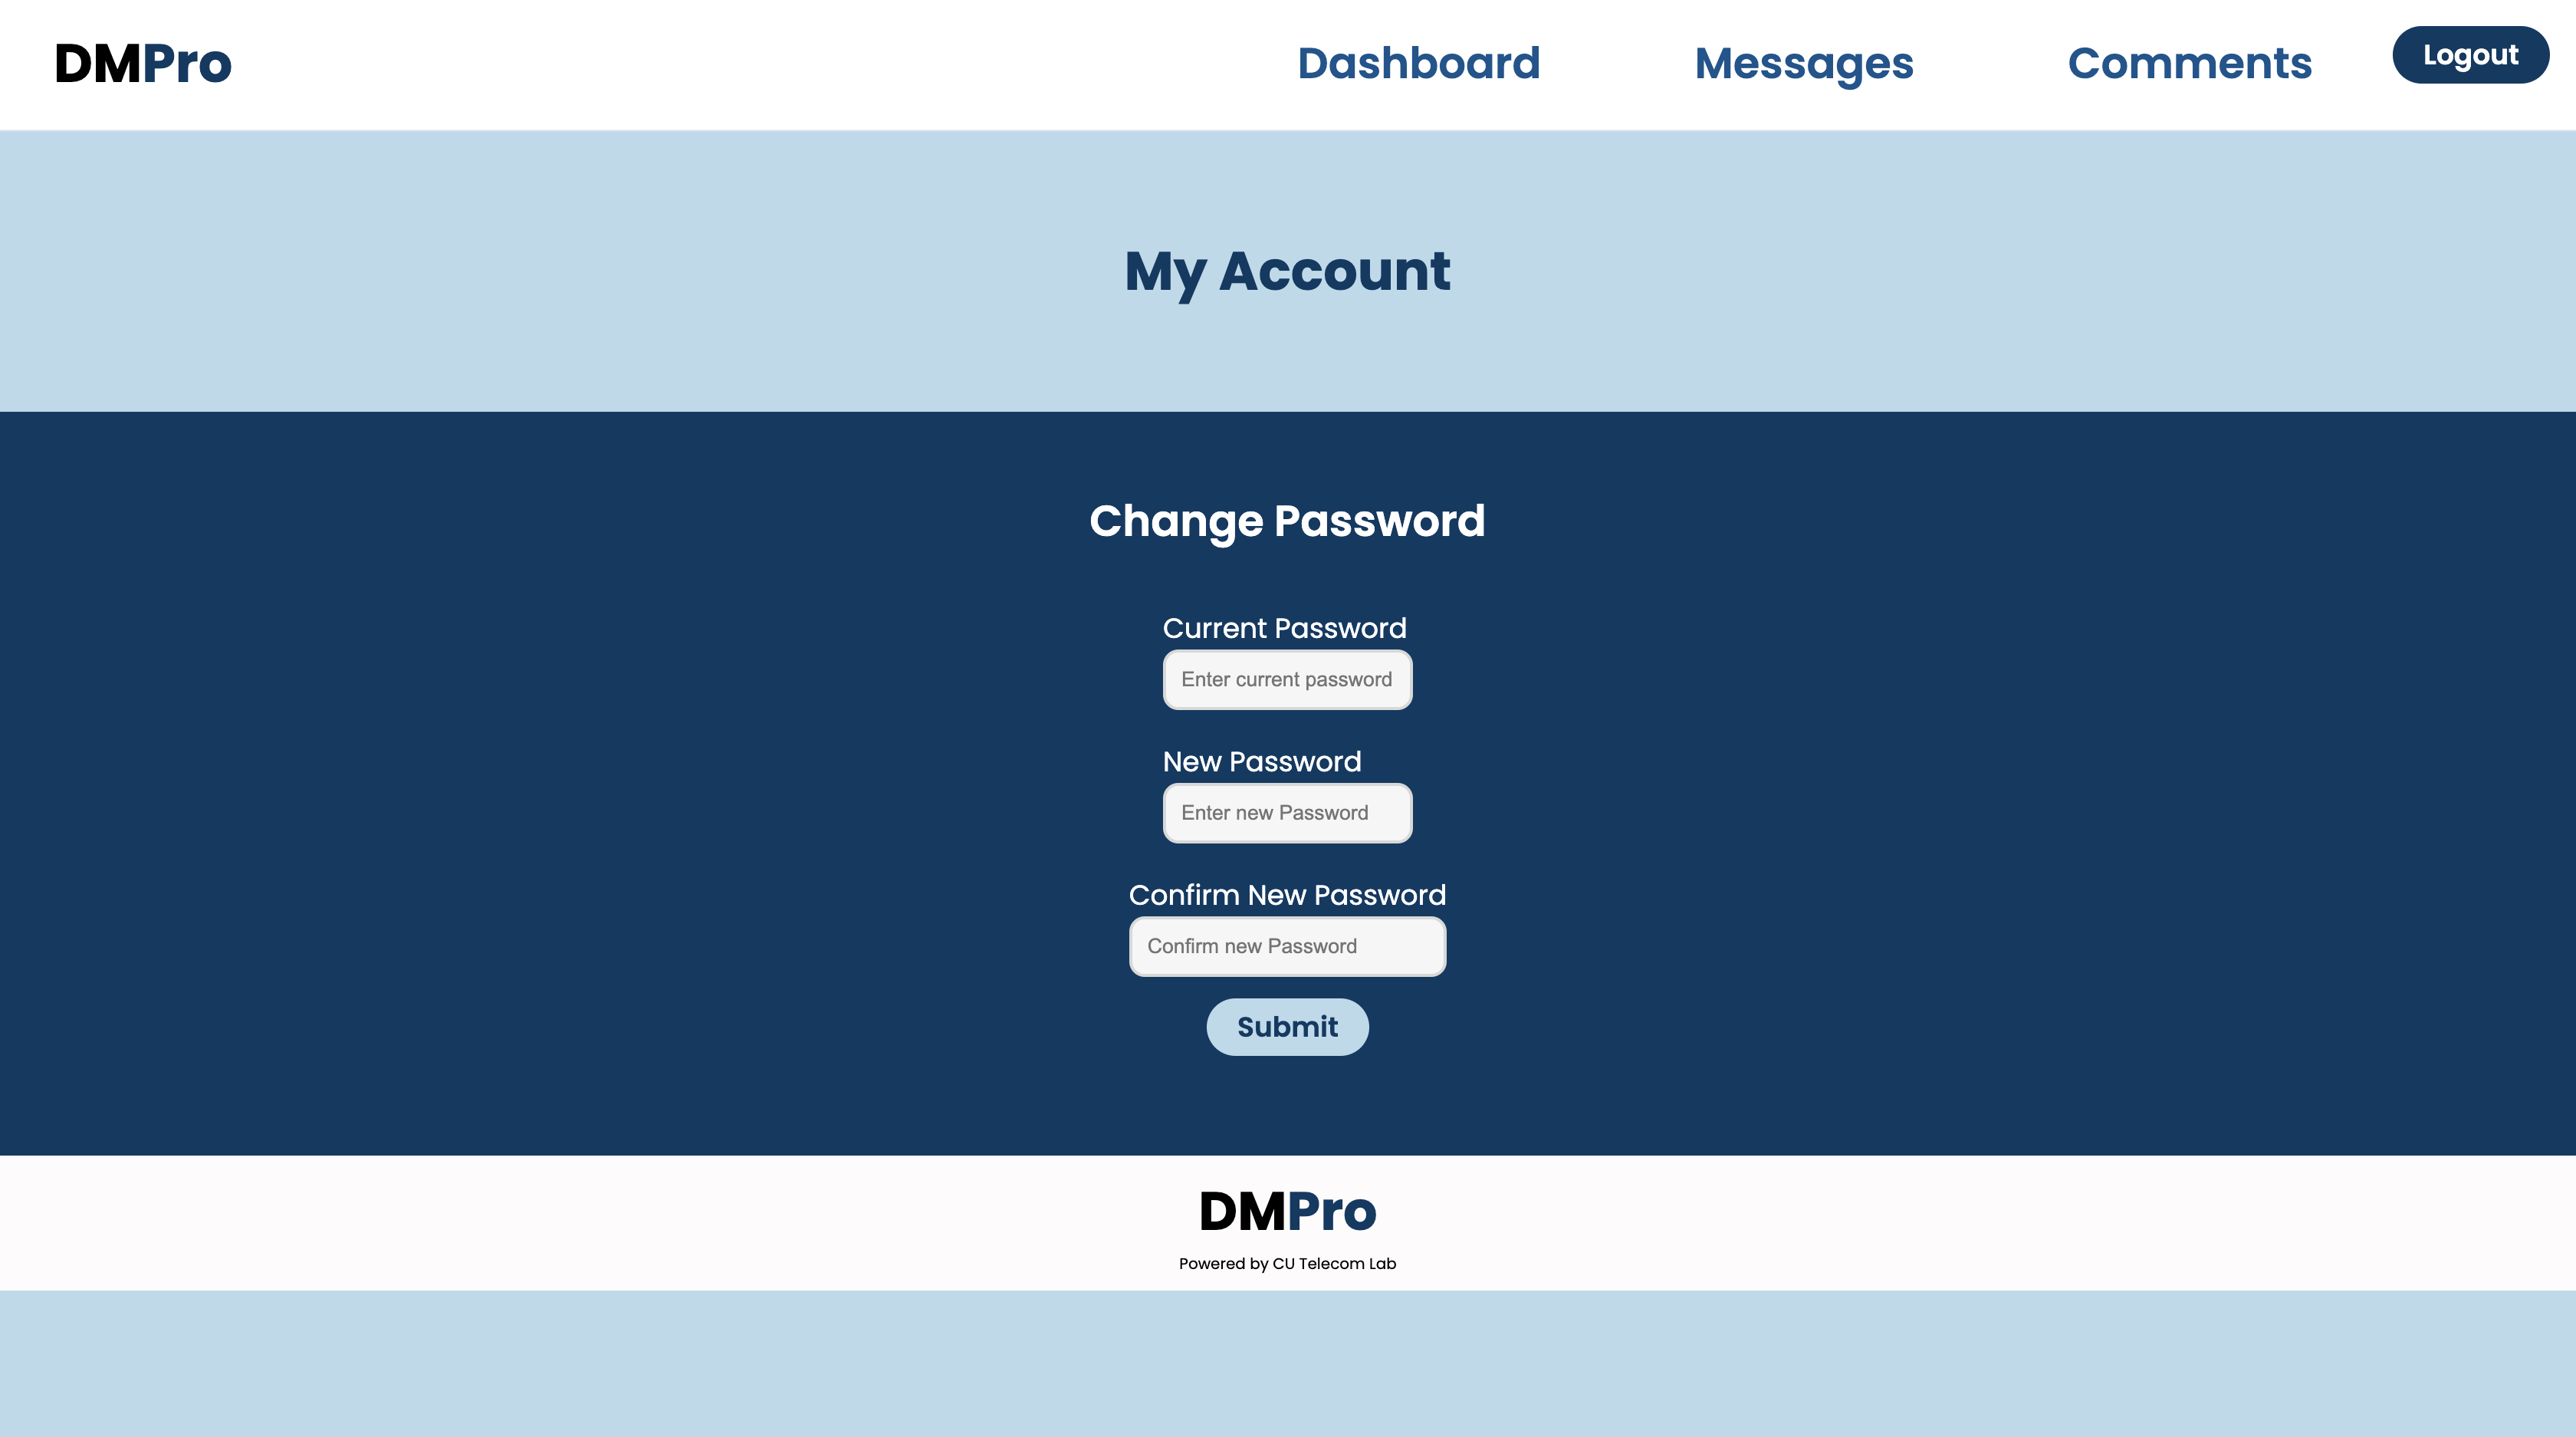 DMPro
Dashboard
Messages
Comments
Logout
My Account
Change Password
Current Password
Enter current password
New Password
Enter new Password
Confirm New Password
Confirm new Password
Submit
DMPro
Powered by CU Telecom Lab